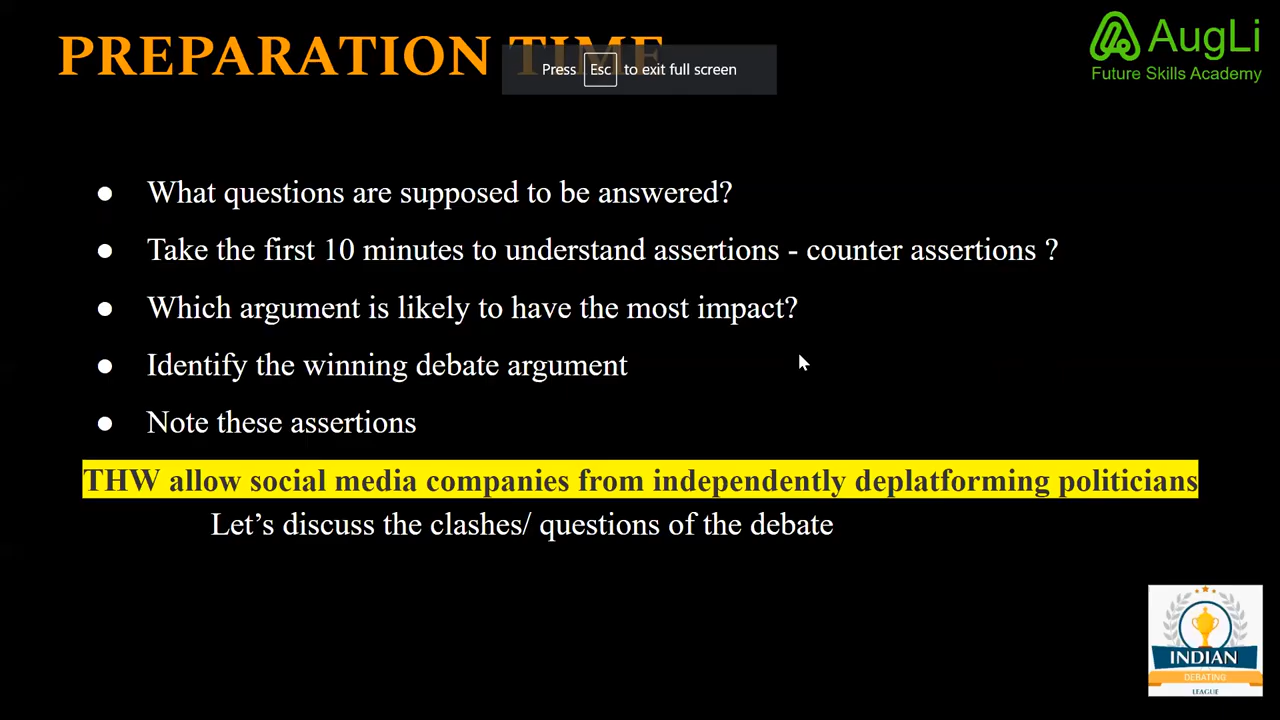 PREPARATION TIME
Press Esc to exit full screen
AugLi
Future Skills Academy
● What questions are supposed to be answered?
● Take the first 10 minutes to understand assertions - counter assertions ?
● Which argument is likely to have the most impact?
● Identify the winning debate argument
● Note these assertions
THW allow social media companies from independently deplatforming politicians
Let’s discuss the clashes/ questions of the debate
INDIAN
DEBATING
LEAGUE